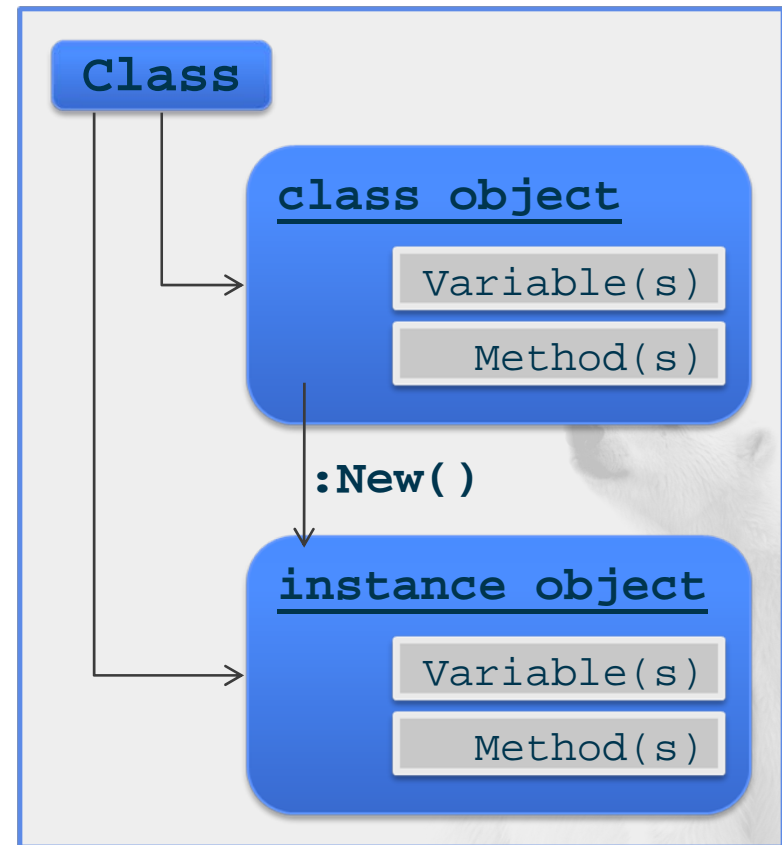 Class
class object
Variable(s)
Method(s)
:New()
instance object
Variable(s)
Method(s)